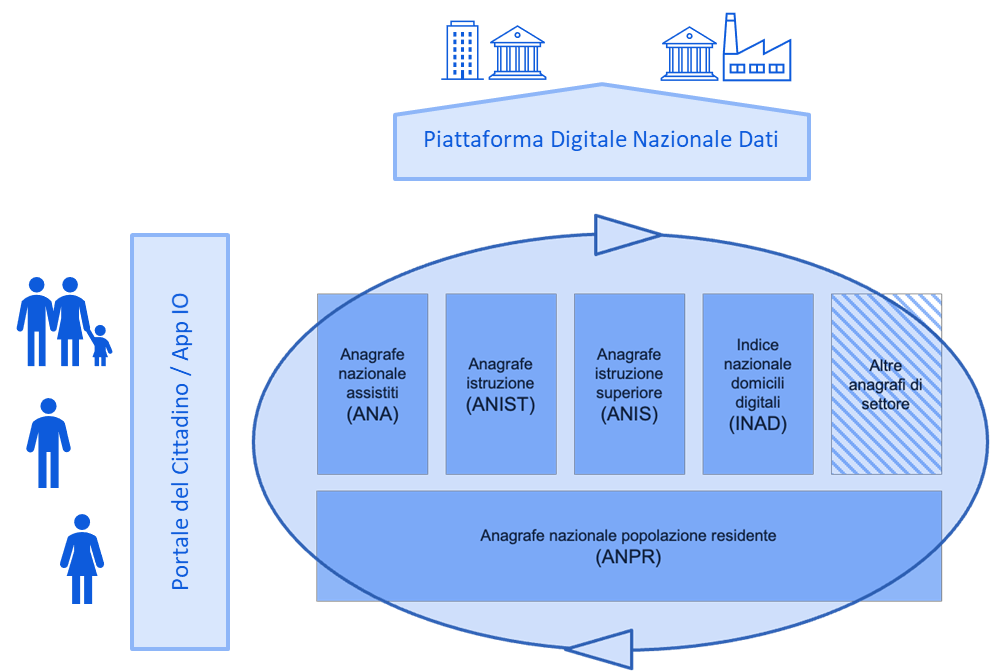 Piattaforma Digitale Nazionale Dati
Portale del Cittadino / App IO
Anagrafe
nazionale
assistiti
(ANA)
Anagrafe
istruzione
(ANIST)
Anagrafe
istruzione
superiore
(ANIS)
Indice
nazionale
domicili
digitali
(INAD)
Altre
anagrafi di
settore
Anagrafe nazionale popolazione residente
(ANPR)